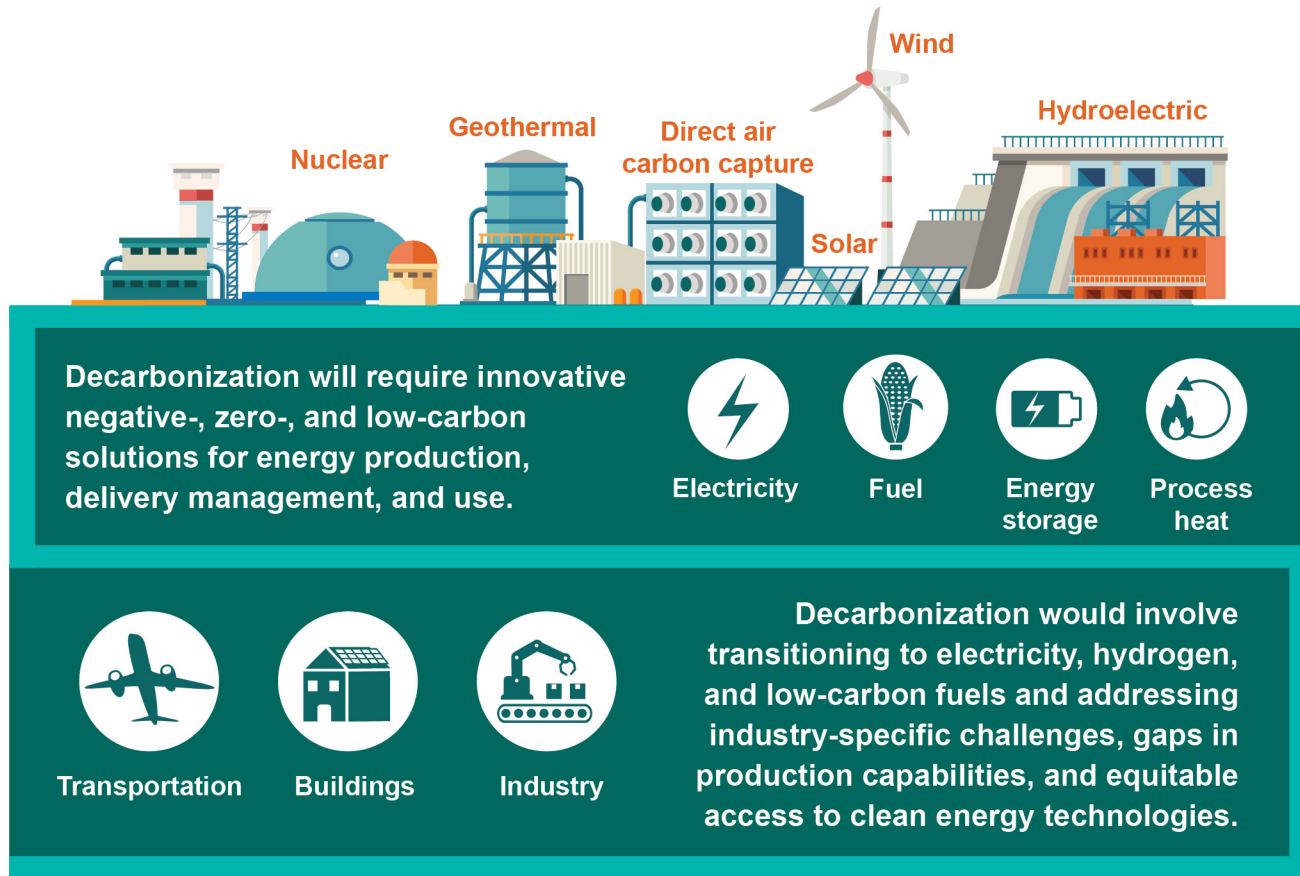 Wind
Hydroelectric
Geothermal
Direct air
carbon capture
Nuclear
Solar
Decarbonization will require innovative
negative-, zero-, and low-carbon
solutions for energy production,
delivery management, and use.
Electricity
Fuel
Energy
storage
Process
heat
Transportation
Buildings
Industry
Decarbonization would involve
transitioning to electricity, hydrogen,
and low-carbon fuels and addressing
industry-specific challenges, gaps in
production capabilities, and equitable
access to clean energy technologies.